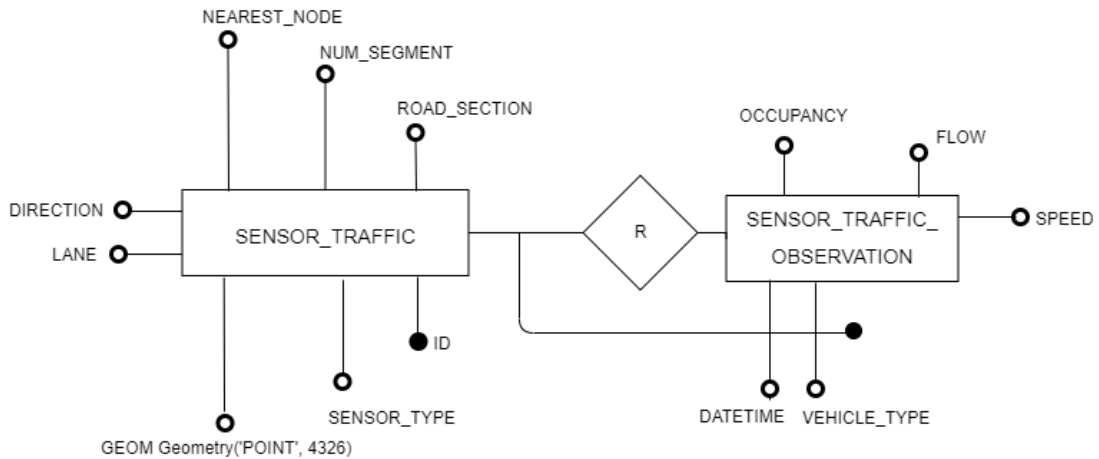 NEAREST_NODE
NUM_SEGMENT
ROAD_SECTION
OCCUPANCY
FLOW
DIRECTION
SENSOR_TRAFFIC
R
SENSOR_TRAFFIC_
OBSERVATION
SPEED
LANE
ID
SENSOR_TYPE
DATETIME
VEHICLE_TYPE
GEOM Geometry('POINT', 4326)